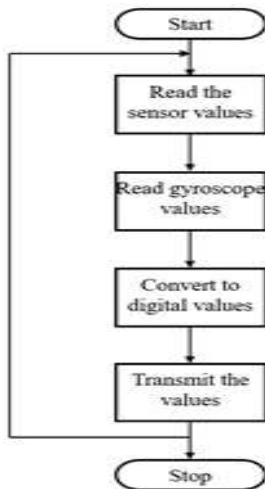 Start
Read the
sensor values
Read gyroscope
values
Convert to
digital values
Transmit the
values
Stop